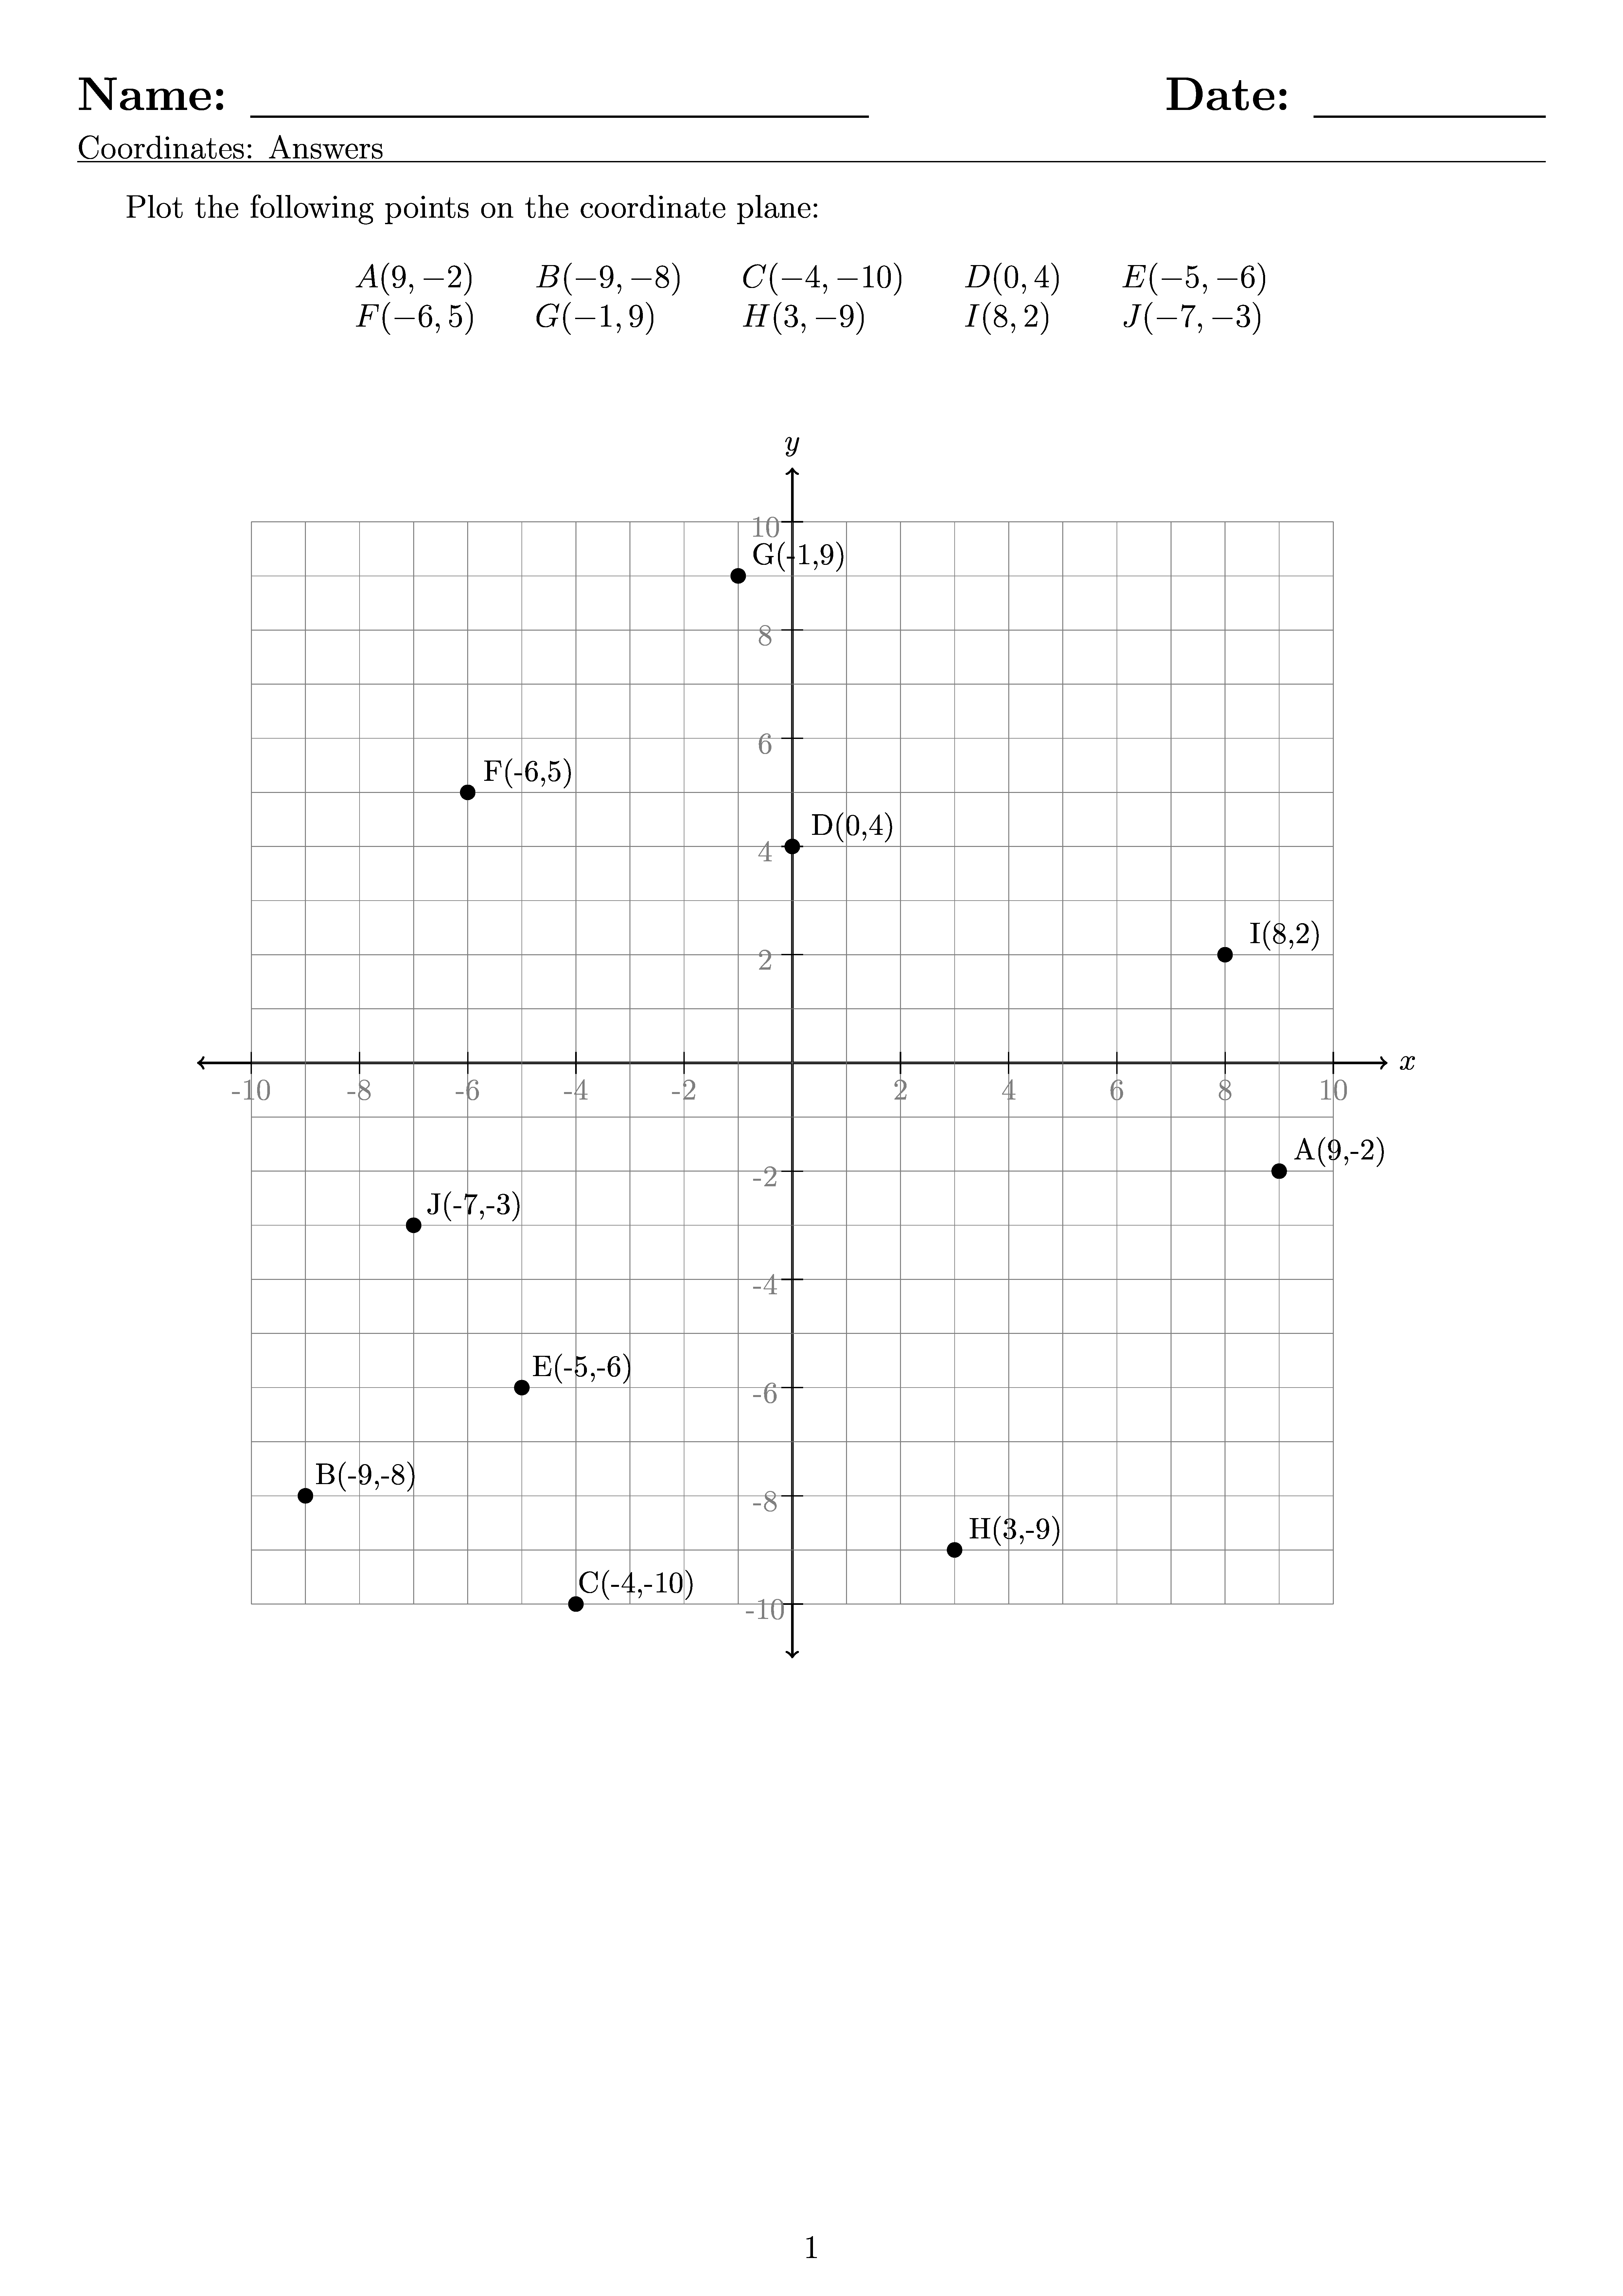 Name: Date:
Coordinates: Answers
Plot the following points on the coordinate plane:
A(9, −2) B(−9, −8) C(−4, −10) D(0, 4) E(−5, −6)
F(−6, 5) G(−1, 9) H(3, −9) I(8, 2) J(−7, −3)
y
10
G(-1,9)
8
6
F(-6,5)
D(0,4)
4
I(8,2)
2
x
-10 -8 -6 -4 -2 2 4 6 8 10
A(9,-2)
-2
J(-7,-3)
-4
E(-5,-6)
-6
B(-9,-8)
-8
H(3,-9)
C(-4,-10)
-10
1